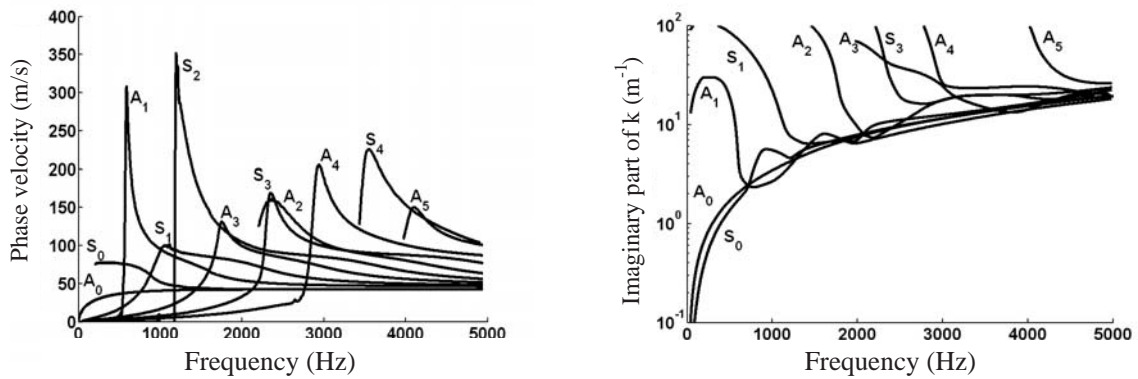 Phase velocity (m/s)
400
350
300
250
200
150
100
50
0
0
1000
2000
3000
4000
5000
Frequency (Hz)
A0
S0
A1
S1
S2
A3
S3
A2
A4
S4
A5
Imaginary part of k (m-1)
10^2
10^1
10^0
10^-1
1000
2000
3000
4000
5000
Frequency (Hz)
A0
S0
A1
S1
A2
A3
S3
A4
A5